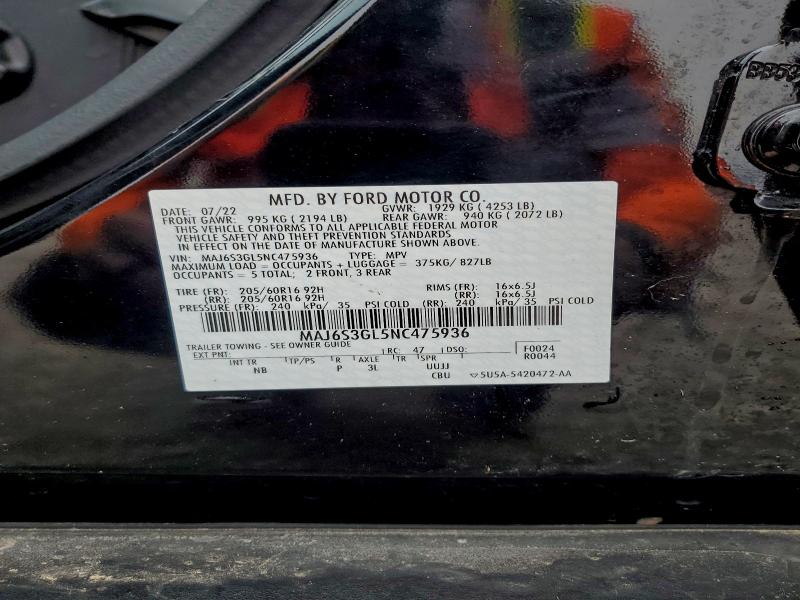 MFD. BY FORD MOTOR CO.
DATE: 07/22 GVWR: 1929 KG ( 4253 LB)
FRONT GAWR: 995 KG ( 2194 LB) REAR GAWR: 940 KG ( 2072 LB)
THIS VEHICLE CONFORMS TO ALL APPLICABLE FEDERAL MOTOR
VEHICLE SAFETY AND THEFT PREVENTION STANDARDS
IN EFFECT ON THE DATE OF MANUFACTURE SHOWN ABOVE.
VIN: MAJ6S3GL5NC475936 TYPE: MPV
MAXIMUM LOAD = OCCUPANTS + LUGGAGE = 375KG/ 827LB
OCCUPANTS = 5 TOTAL; 2 FRONT, 3 REAR
TIRE (FR): 205/60R16 92H RIMS (FR): 16x6.5J
(RR): 205/60R16 92H (RR): 16x6.5J
PRESSURE (FR): 240 kPa/ 35 PSI COLD (RR): 240 kPa/ 35 PSI COLD
MAJ6S3GL5NC475936
TRAILER TOWING - SEE OWNER GUIDE
EXT PNT: RC: 47 DSO: F0024
R0044
INT TR TP/PS R AXLE TR SPR
NB P 3L UUJJ
CBU 5U5A-5420472-AA